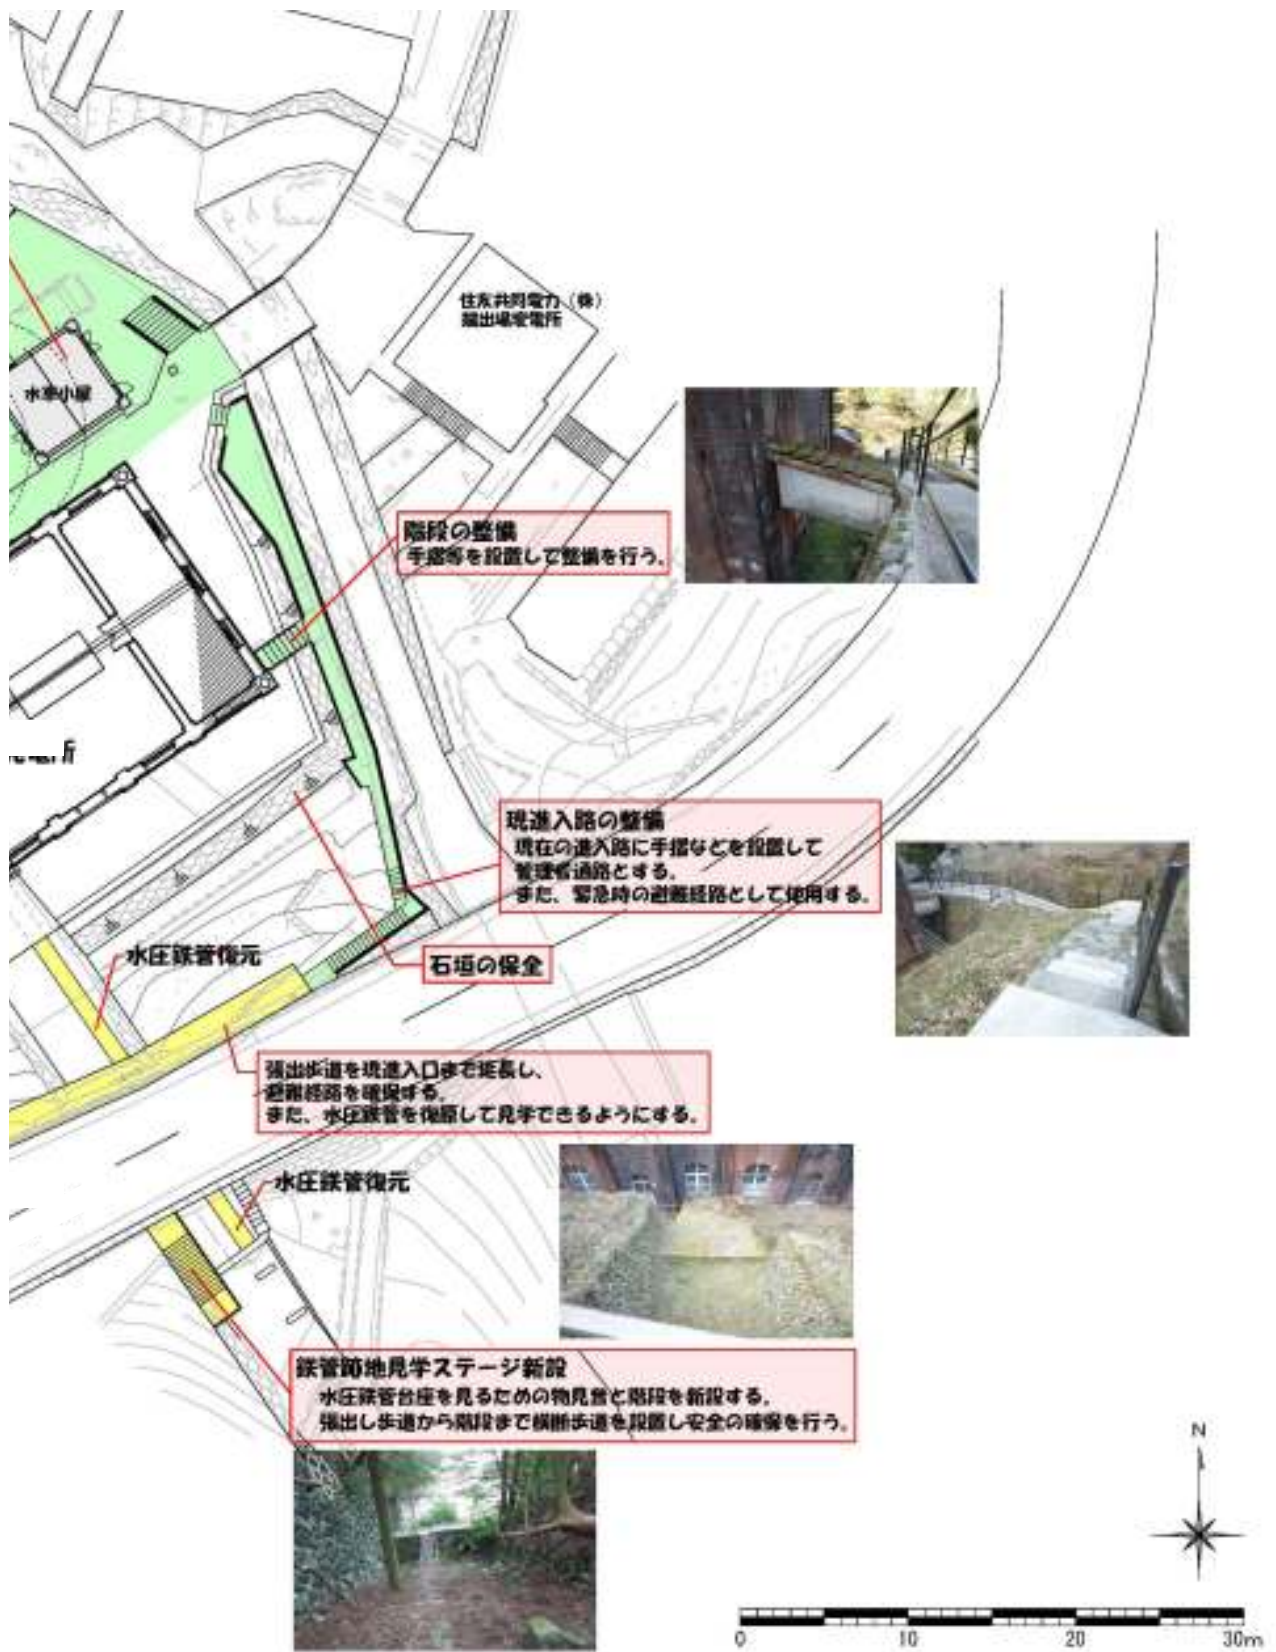 住友共同電力（株）
端出場変電所
水車小屋
階段の整備
手摺等を設置して整備を行う。
電所
現進入路の整備
現在の進入路に手摺などを設置して
管理者通路とする。
また、緊急時の避難経路として使用する。
水圧鉄管復元
石垣の保全
張出歩道を現進入口まで延長し、
避難経路を確保する。
また、水圧鉄管を復原して見学できるようにする。
水圧鉄管復元
鉄管跡地見学ステージ新設
水圧鉄管台座を見るための物見台と階段を新設する。
張出し歩道から階段まで横断歩道を設置し安全の確保を行う。
N
0 10 20 30m